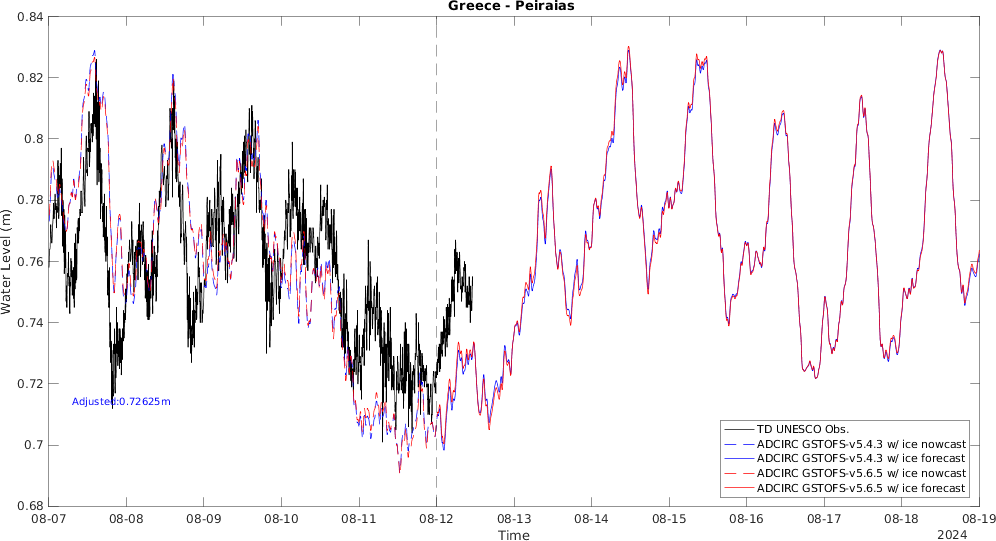 Greece - Peiraias
0.84
0.82
0.8
0.78
0.76
0.74
0.72
0.7
0.68
Water Level (m)
Adjusted:0.72625m
TD UNESCO Obs.
ADCIRC GSTOFS-v5.4.3 w/ ice nowcast
ADCIRC GSTOFS-v5.4.3 w/ ice forecast
ADCIRC GSTOFS-v5.6.5 w/ ice nowcast
ADCIRC GSTOFS-v5.6.5 w/ ice forecast
08-07 08-08 08-09 08-10 08-11 08-12 08-13 08-14 08-15 08-16 08-17 08-18 08-19
Time
2024